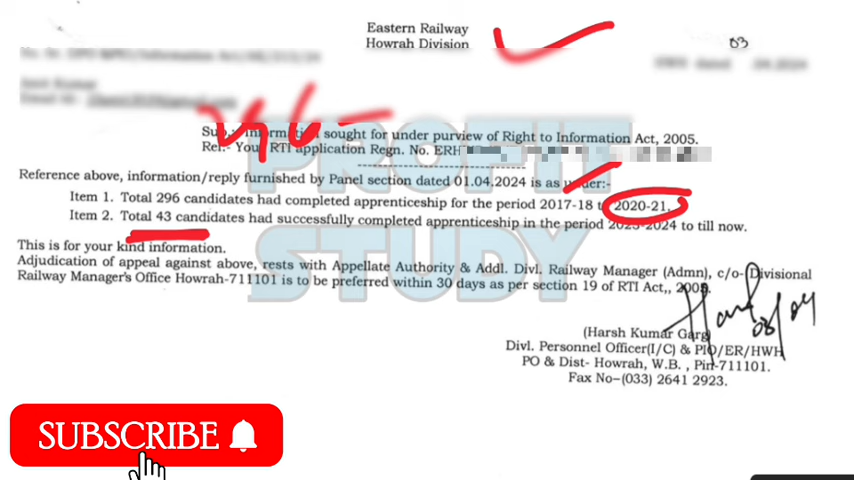 Eastern Railway
Howrah Division
03
296
Sub.: Information sought for under purview of Right to Information Act, 2005.
Ref.- Your RTI application Regn. No. ERH
Reference above, information/reply furnished by Panel section dated 01.04.2024 is as under:-
Item 1. Total 296 candidates had completed apprenticeship for the period 2017-18 to 2020-21.
Item 2. Total 43 candidates had successfully completed apprenticeship in the period 2023-2024 to till now.
This is for your kind information.
Adjudication of appeal against above, rests with Appellate Authority & Addl. Divl. Railway Manager (Admn), c/o-Divisional
Railway Manager's Office Howrah-711101 is to be preferred within 30 days as per section 19 of RTI Act,, 2005.
PROFIT
STUDY
(Harsh Kumar Garg)
Divl. Personnel Officer(I/C) & PIO/ER/HWH
PO & Dist- Howrah, W.B. , Pin-711101.
Fax No-(033) 2641 2923.
SUBSCRIBE